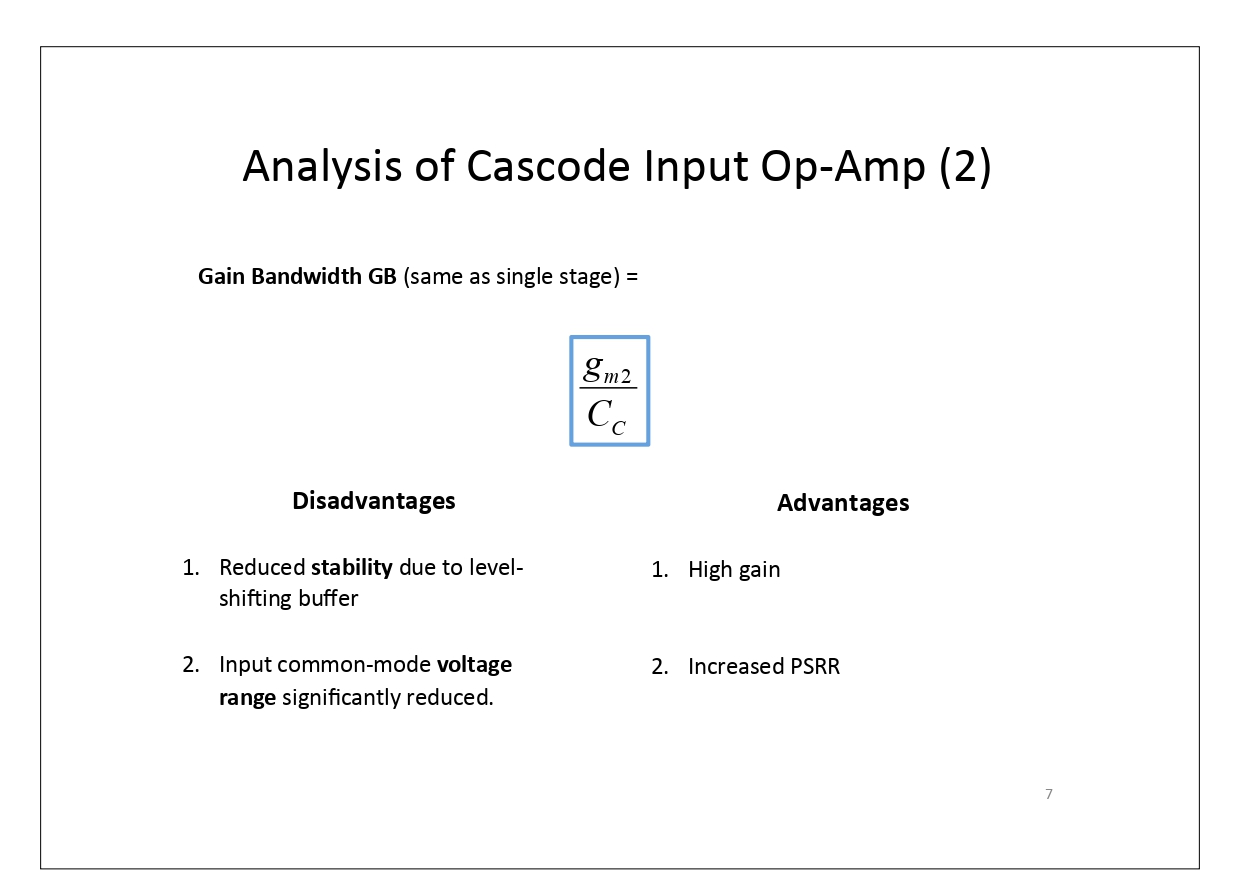 Analysis of Cascode Input Op-Amp (2)
Gain Bandwidth GB (same as single stage) =
g_{m2}
C_C
Disadvantages
1. Reduced stability due to level-
shifting buffer
2. Input common-mode voltage
range significantly reduced.
Advantages
1. High gain
2. Increased PSRR
7